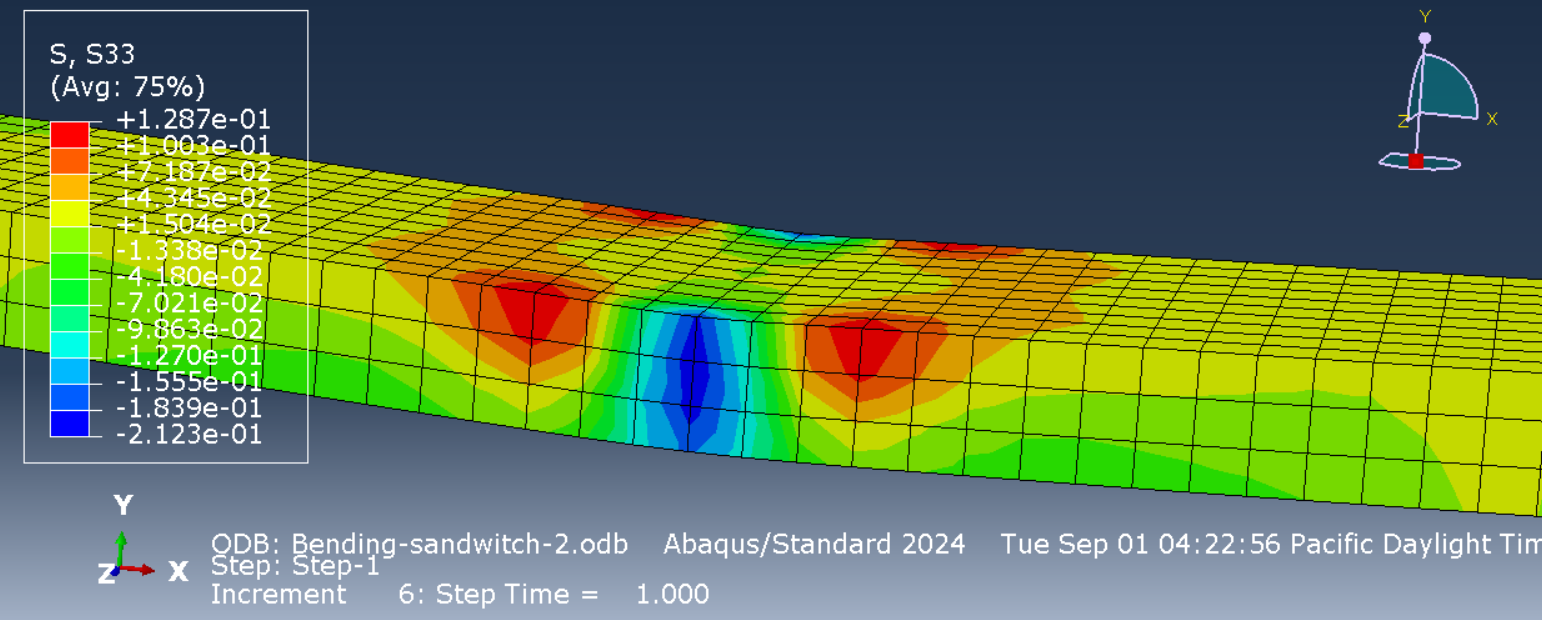 S, S33
(Avg: 75%)
+1.287e-01
+1.003e-01
+7.187e-02
+4.345e-02
+1.504e-02
-1.338e-02
-4.180e-02
-7.021e-02
-9.863e-02
-1.270e-01
-1.555e-01
-1.839e-01
-2.123e-01
Y
Z
X
Y
Z
X
ODB: Bending-sandwitch-2.odb Abaqus/Standard 2024 Tue Sep 01 04:22:56 Pacific Daylight Tim
Step: Step-1
Increment 6: Step Time = 1.000